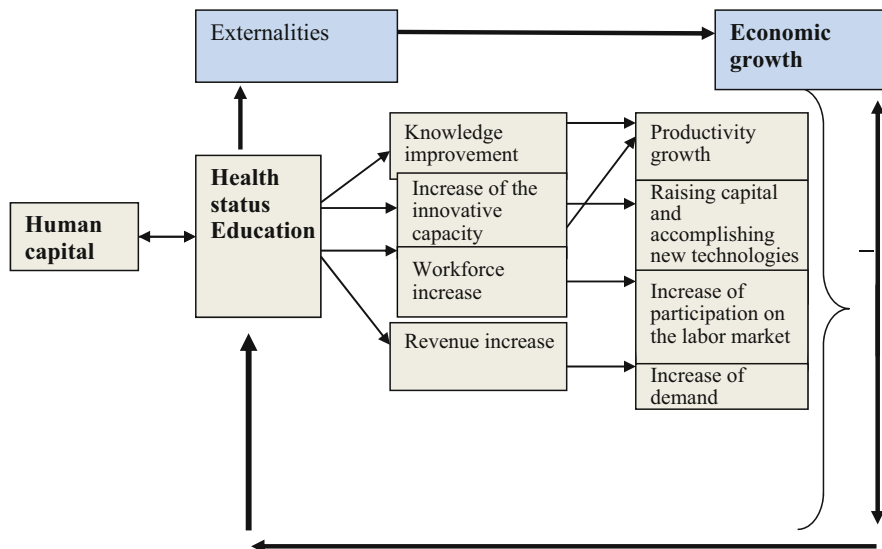 Externalities
Economic
growth
Knowledge
improvement
Productivity
growth
Health
status
Education
Increase of the
innovative
capacity
Raising capital
and
accomplishing
new technologies
Human
capital
Workforce
increase
Increase of
participation on
the labor market
Revenue increase
Increase of
demand